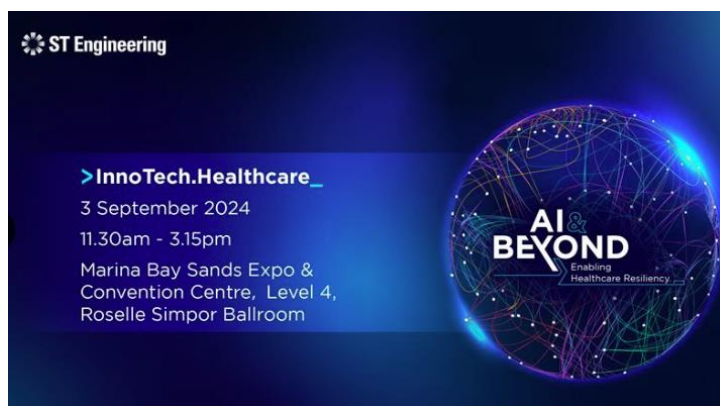 ST Engineering
>InnoTech.Healthcare_
3 September 2024
11.30am - 3.15pm
Marina Bay Sands Expo &
Convention Centre, Level 4,
Roselle Simpor Ballroom
AI &
BEYOND
Enabling
Healthcare Resiliency